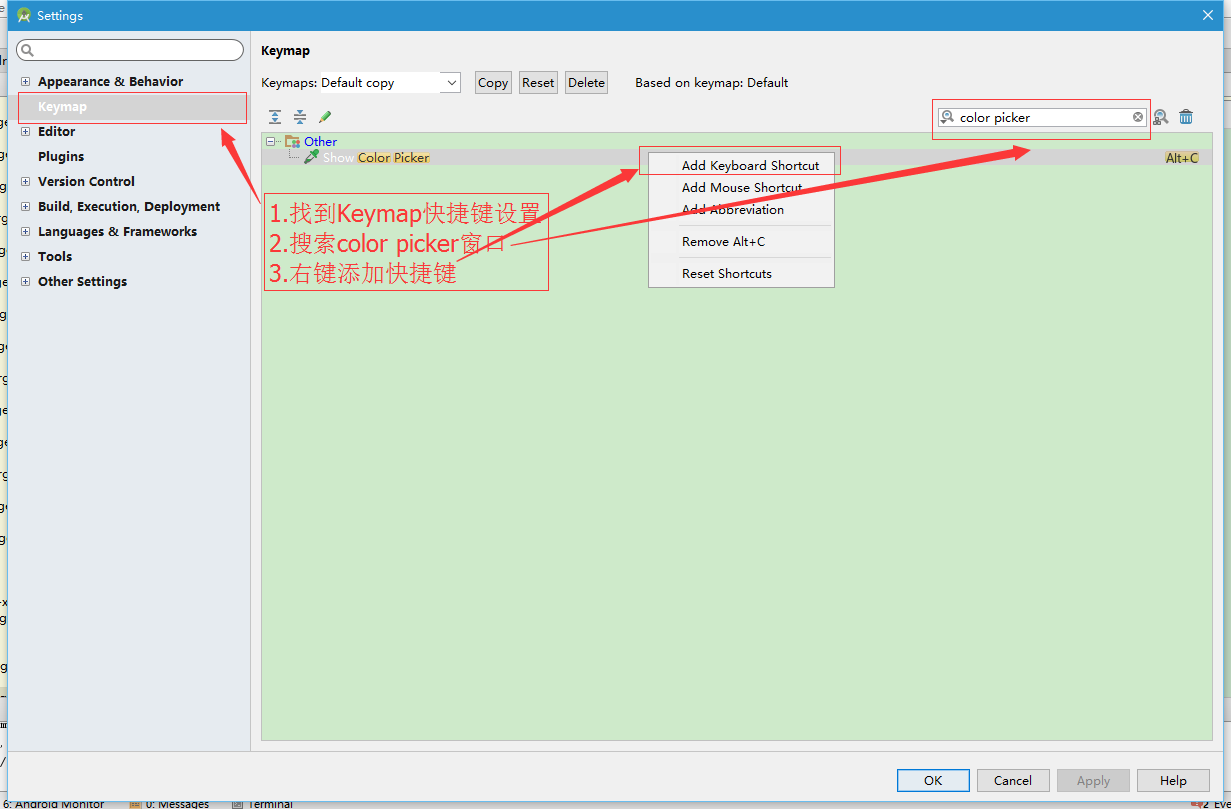 Settings
Keymap
Appearance & Behavior
Keymap
Editor
Plugins
Version Control
Build, Execution, Deployment
Languages & Frameworks
Tools
Other Settings
Keymaps: Default copy
Copy
Reset
Delete
Based on keymap: Default
color picker
Other
Show Color Picker
Alt+C
Add Keyboard Shortcut
Add Mouse Shortcut
Add Abbreviation
Remove Alt+C
Reset Shortcuts
1.找到Keymap快捷键设置
2.搜索color picker窗口
3.右键添加快捷键
OK
Cancel
Apply
Help
6: Android Monitor
0: Messages
Terminal